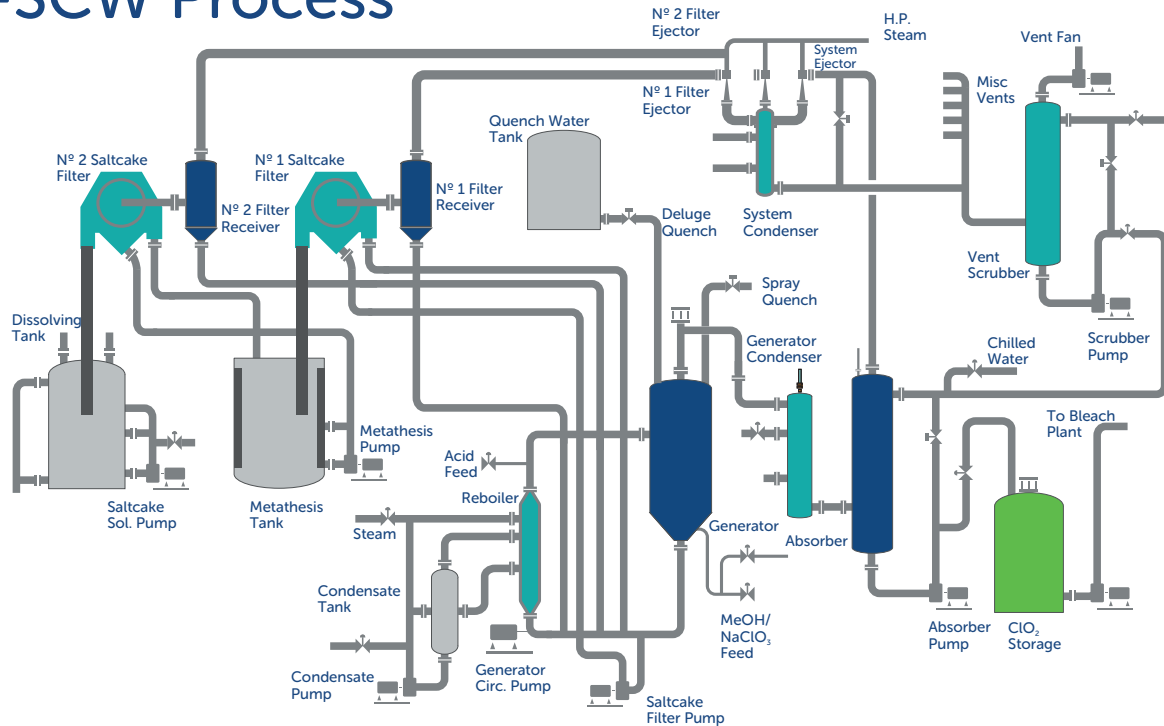 -SCW Process
Nº 2 Filter
Ejector
H.P.
Steam
System
Ejector
Vent Fan
Nº 1 Filter
Ejector
Misc
Vents
Quench Water
Tank
Nº 2 Saltcake
Filter
Nº 1 Saltcake
Filter
Nº 1 Filter
Receiver
Nº 2 Filter
Receiver
Deluge
Quench
System
Condenser
Vent
Scrubber
Spray
Quench
Dissolving
Tank
Generator
Condenser
Chilled
Water
Scrubber
Pump
To Bleach
Plant
Metathesis
Pump
Acid
Feed
Reboiler
Saltcake
Sol. Pump
Metathesis
Tank
Steam
Generator
Absorber
Condensate
Tank
MeOH/
NaClO₃
Feed
Absorber
Pump
ClO₂
Storage
Condensate
Pump
Generator
Circ. Pump
Saltcake
Filter Pump